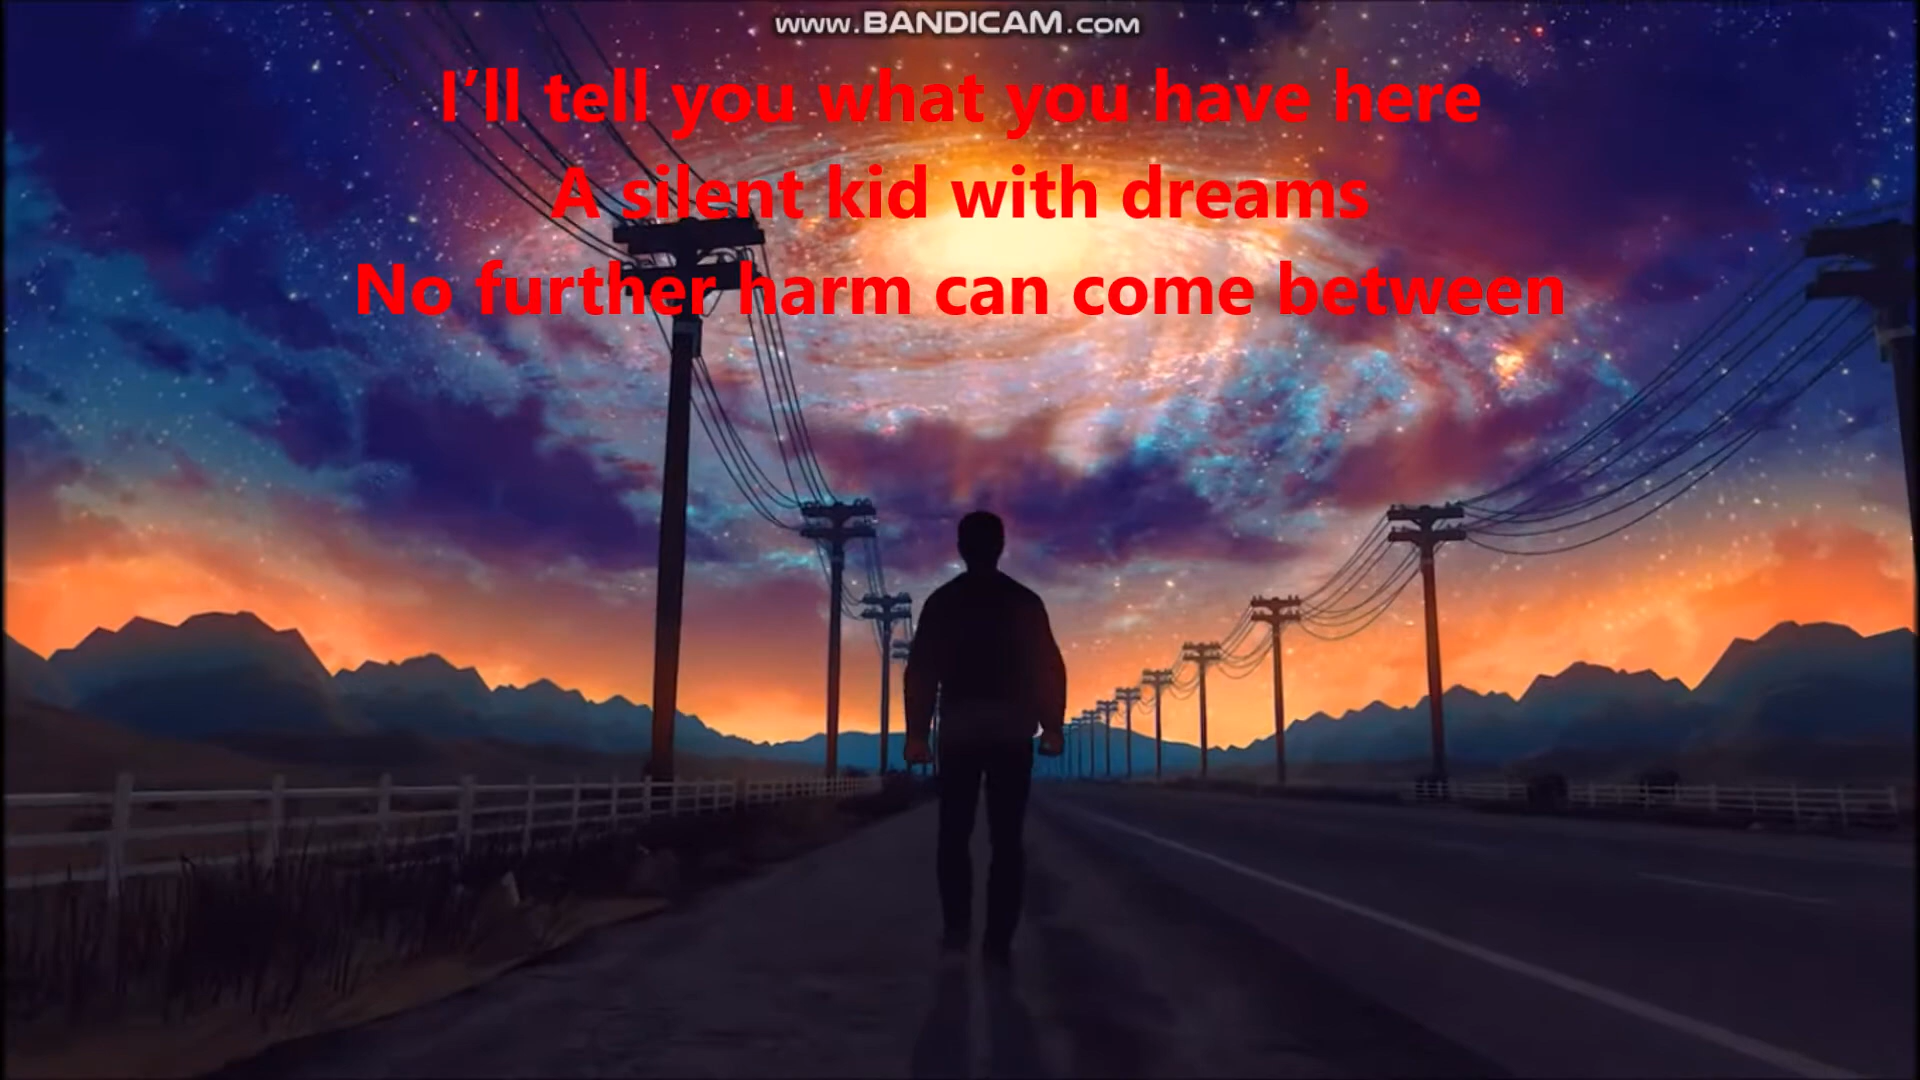 www.BANDICAM.com
I’ll tell you what you have here
A silent kid with dreams
No further harm can come between